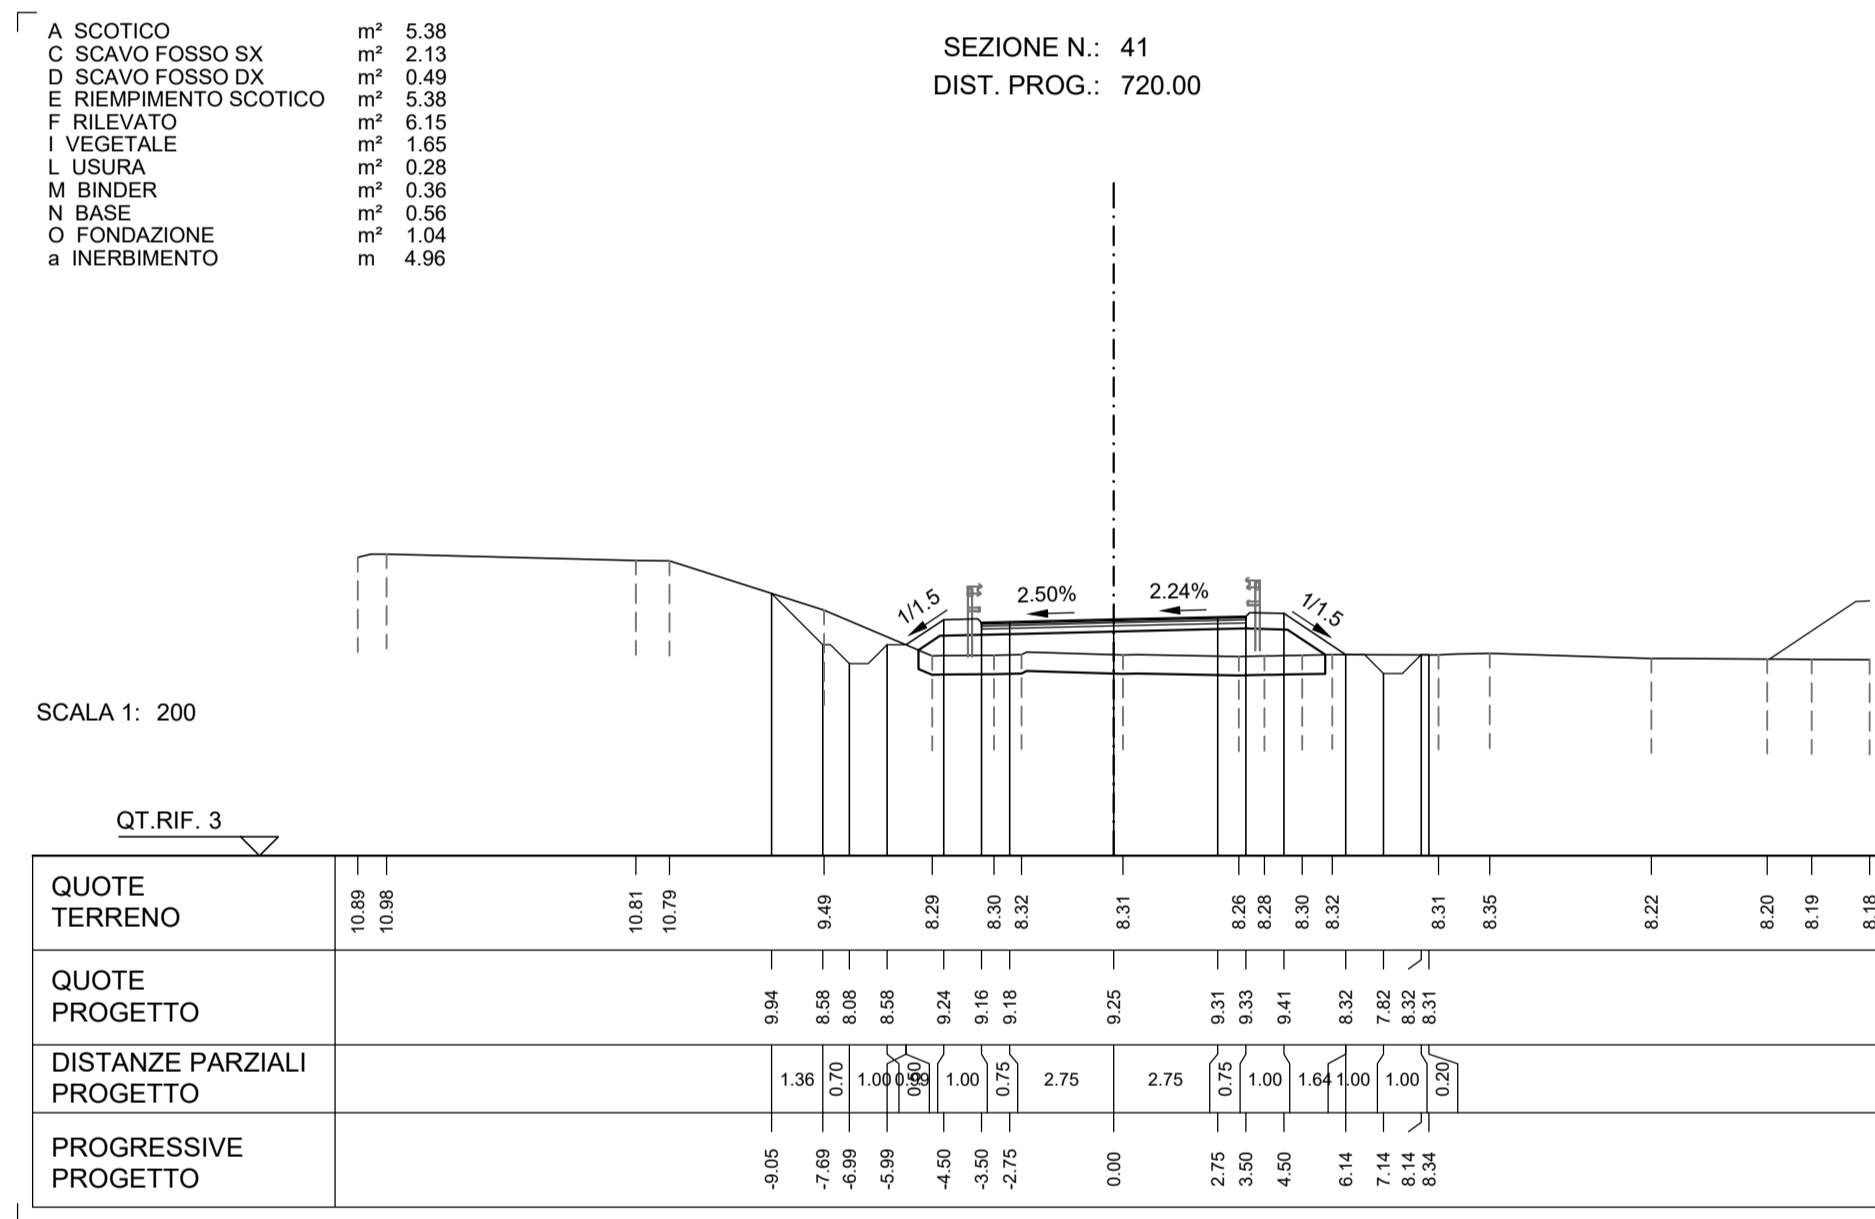 A SCOTICO m² 5.38
C SCAVO FOSSO SX m² 2.13
D SCAVO FOSSO DX m² 0.49
E RIEMPIMENTO SCOTICO m² 5.38
F RILEVATO m² 6.15
I VEGETALE m² 1.65
L USURA m² 0.28
M BINDER m² 0.36
N BASE m² 0.56
O FONDAZIONE m² 1.04
a INERBIMENTO m 4.96
SEZIONE N.: 41
DIST. PROG.: 720.00
1/1.5 2.50% 2.24% 1/1.5
SCALA 1: 200
QT.RIF. 3
QUOTE
TERRENO
10.89 10.98 10.81 10.79 9.49 8.29 8.30 8.32 8.31 8.26 8.28 8.30 8.32 8.31 8.35 8.22 8.20 8.19 8.18
QUOTE
PROGETTO
9.94 8.58 8.08 8.58 9.24 9.16 9.18 9.25 9.31 9.33 9.41 8.32 7.82 8.32 8.31
DISTANZE PARZIALI
PROGETTO
1.36 0.70 1.00 0.50 0.99 1.00 0.75 2.75 2.75 0.75 1.00 1.64 1.00 1.00 0.20
PROGRESSIVE
PROGETTO
-9.05 -7.69 -6.99 -5.99 -4.50 -3.50 -2.75 0.00 2.75 3.50 4.50 6.14 7.14 8.14 8.34